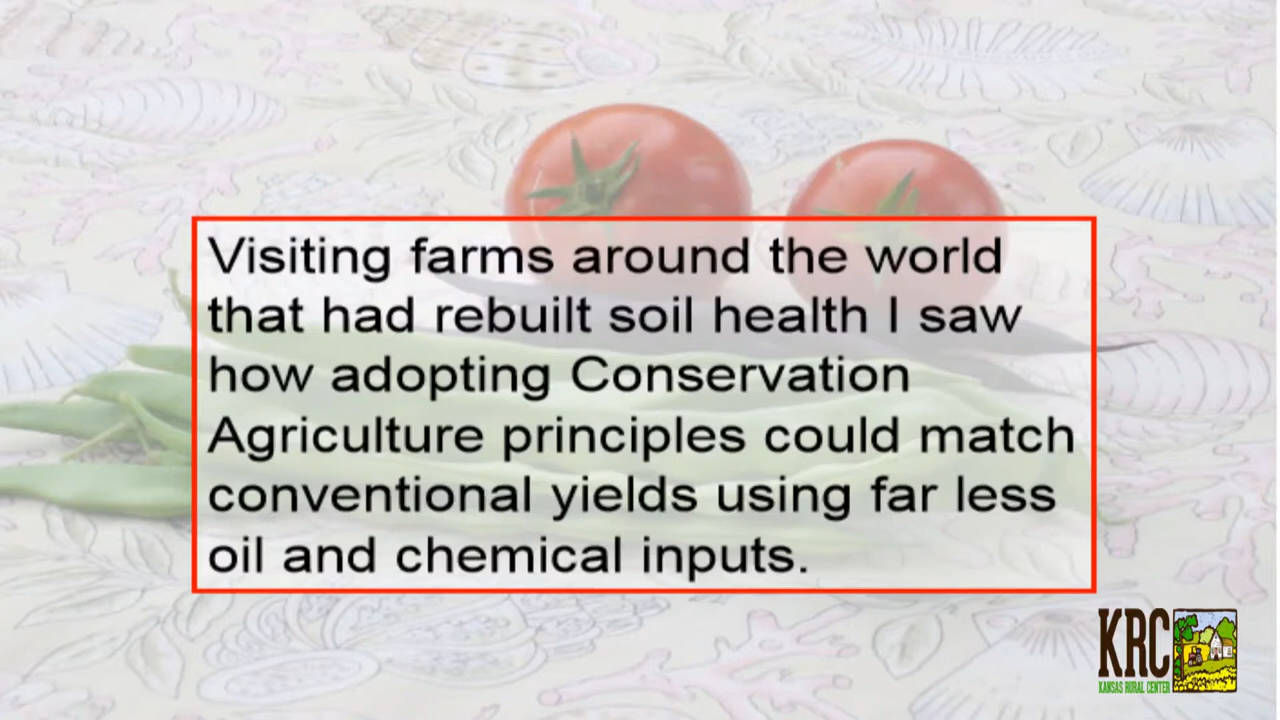 Visiting farms around the world
that had rebuilt soil health I saw
how adopting Conservation
Agriculture principles could match
conventional yields using far less
oil and chemical inputs.
KRC
KANSAS RURAL CENTER